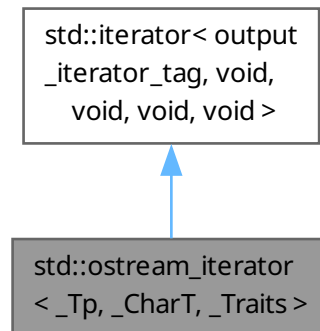 std::iterator< output
_iterator_tag, void,
void, void, void >
std::ostream_iterator
< _Tp, _CharT, _Traits >